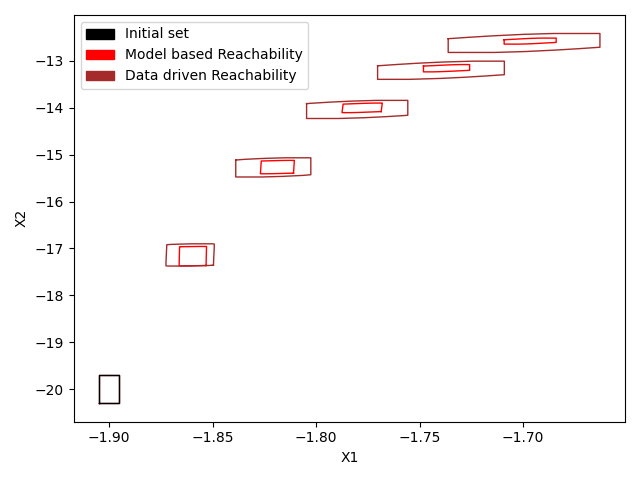 Initial set
Model based Reachability
Data driven Reachability
−13
−14
−15
−16
−17
−18
−19
−20
X2
−1.90
−1.85
−1.80
−1.75
−1.70
X1